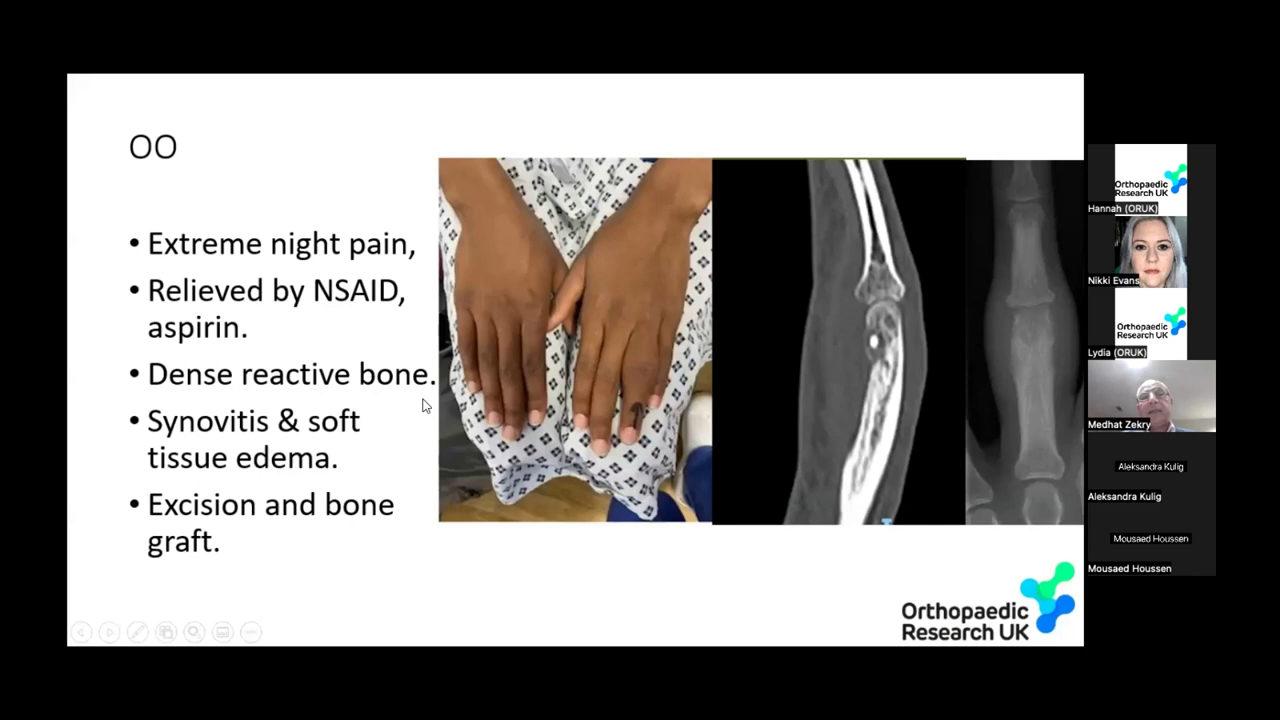 OO
• Extreme night pain,
• Relieved by NSAID,
aspirin.
• Dense reactive bone.
• Synovitis & soft
tissue edema.
• Excision and bone
graft.
Orthopaedic
Research UK
Orthopaedic
Research UK
Hannah (ORUK)
Nikki Evans
Orthopaedic
Research UK
Lydia (ORUK)
Medhat Zekry
Aleksandra Kulig
Aleksandra Kulig
Mousaed Houssen
Mousaed Houssen